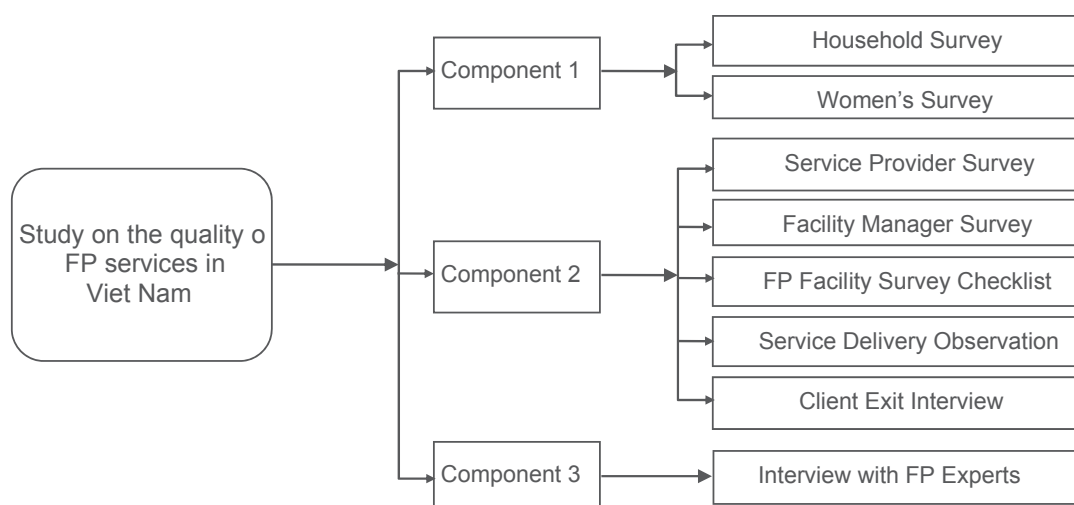 Study on the quality o
FP services in
Viet Nam
Component 1
Household Survey
Women’s Survey
Component 2
Service Provider Survey
Facility Manager Survey
FP Facility Survey Checklist
Service Delivery Observation
Client Exit Interview
Component 3
Interview with FP Experts